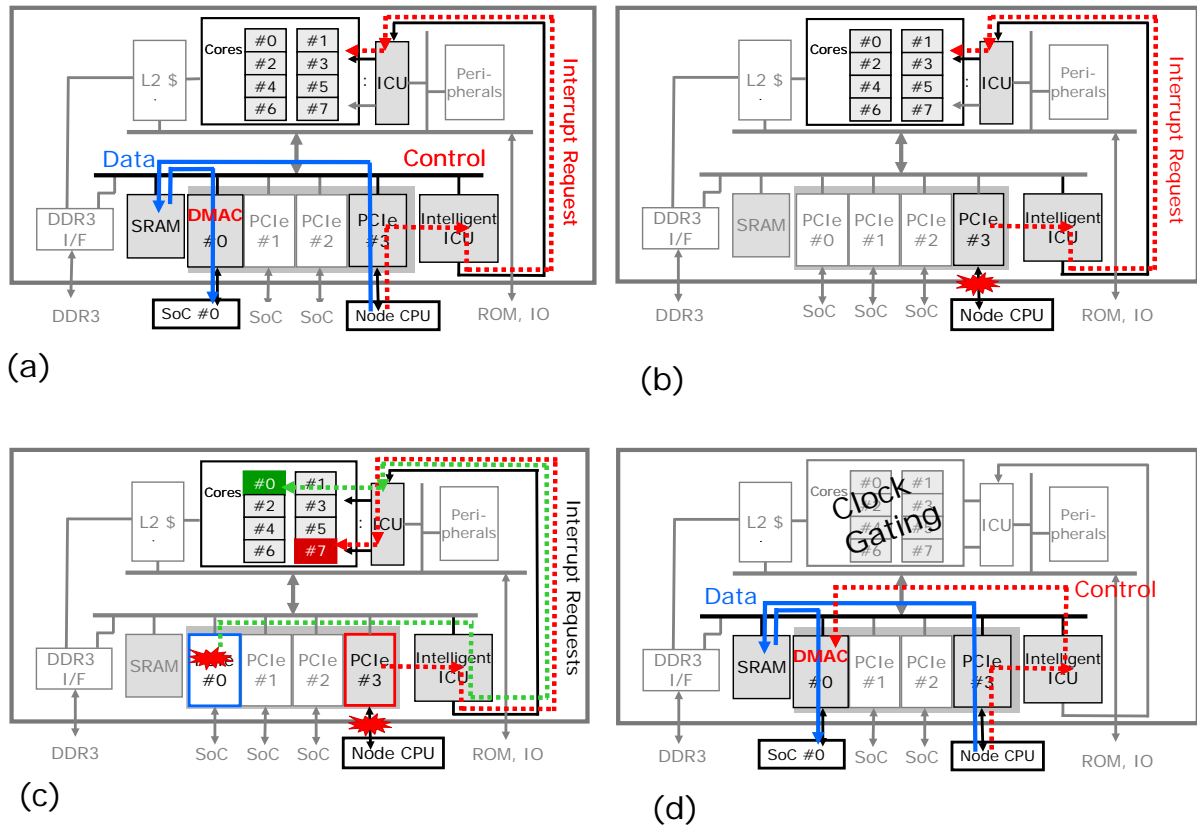 Cores
#0
#1
#2
#3
#4
#5
#6
#7
L2 $
.
:
ICU
Peri-
pherals
Interrupt Request
Data
Control
DDR3
I/F
SRAM
DMAC
#0
PCIe
#1
PCIe
#2
PCIe
#3
Intelligent
ICU
DDR3
SoC #0
SoC
SoC
Node CPU
ROM, IO
(a)
Cores
#0
#1
#2
#3
#4
#5
#6
#7
L2 $
.
:
ICU
Peri-
pherals
Interrupt Request
DDR3
I/F
SRAM
PCIe
#0
PCIe
#1
PCIe
#2
PCIe
#3
Intelligent
ICU
DDR3
SoC
SoC
SoC
Node CPU
ROM, IO
(b)
Cores
#0
#1
#2
#3
#4
#5
#6
#7
L2 $
.
:
ICU
Peri-
pherals
Interrupt Requests
DDR3
I/F
SRAM
#0
PCIe
#1
PCIe
#2
PCIe
#3
Intelligent
ICU
DDR3
SoC
SoC
SoC
Node CPU
ROM, IO
(c)
Cores
#0
#1
#2
#3
#4
#5
#6
#7
Clock
Gating
L2 $
.
ICU
Peri-
pherals
Data
Control
DDR3
I/F
SRAM
DMAC
#0
PCIe
#1
PCIe
#2
PCIe
#3
Intelligent
ICU
DDR3
SoC #0
SoC
SoC
Node CPU
ROM, IO
(d)